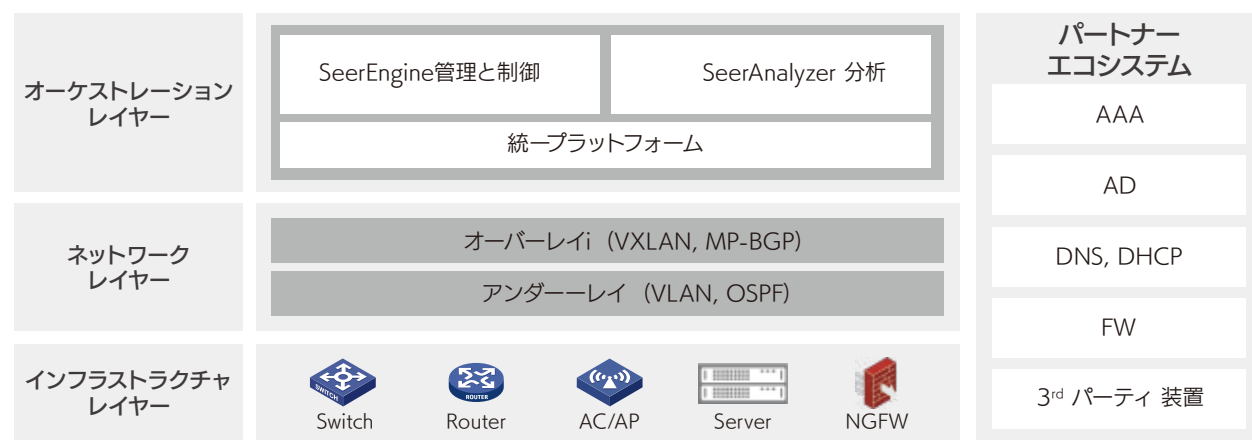 オーケストレーション
レイヤー
SeerEngine管理と制御
SeerAnalyzer 分析
統一プラットフォーム
ネットワーク
レイヤー
オーバーレイi (VXLAN, MP-BGP)
アンダーーレイ (VLAN, OSPF)
インフラストラクチャ
レイヤー
SWITCH
Switch
ROUTER
Router
AC/AP
Server
NGFW
パートナー
エコシステム
AAA
AD
DNS, DHCP
FW
3rd パーティ 装置